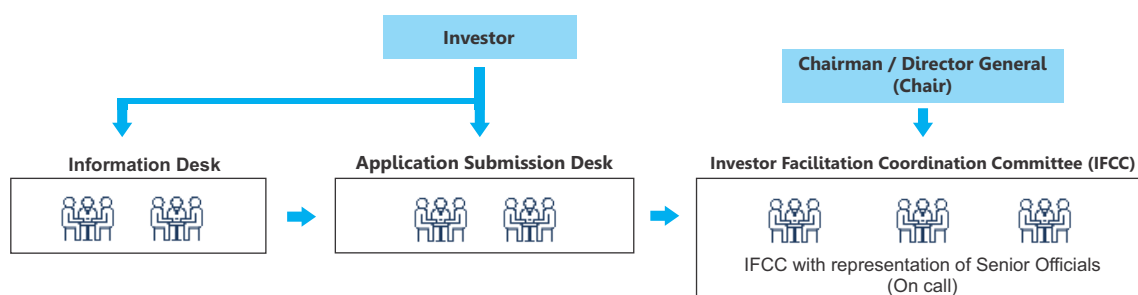 Investor
Chairman / Director General
(Chair)
Information Desk
Application Submission Desk
Investor Facilitation Coordination Committee (IFCC)
IFCC with representation of Senior Officials
(On call)